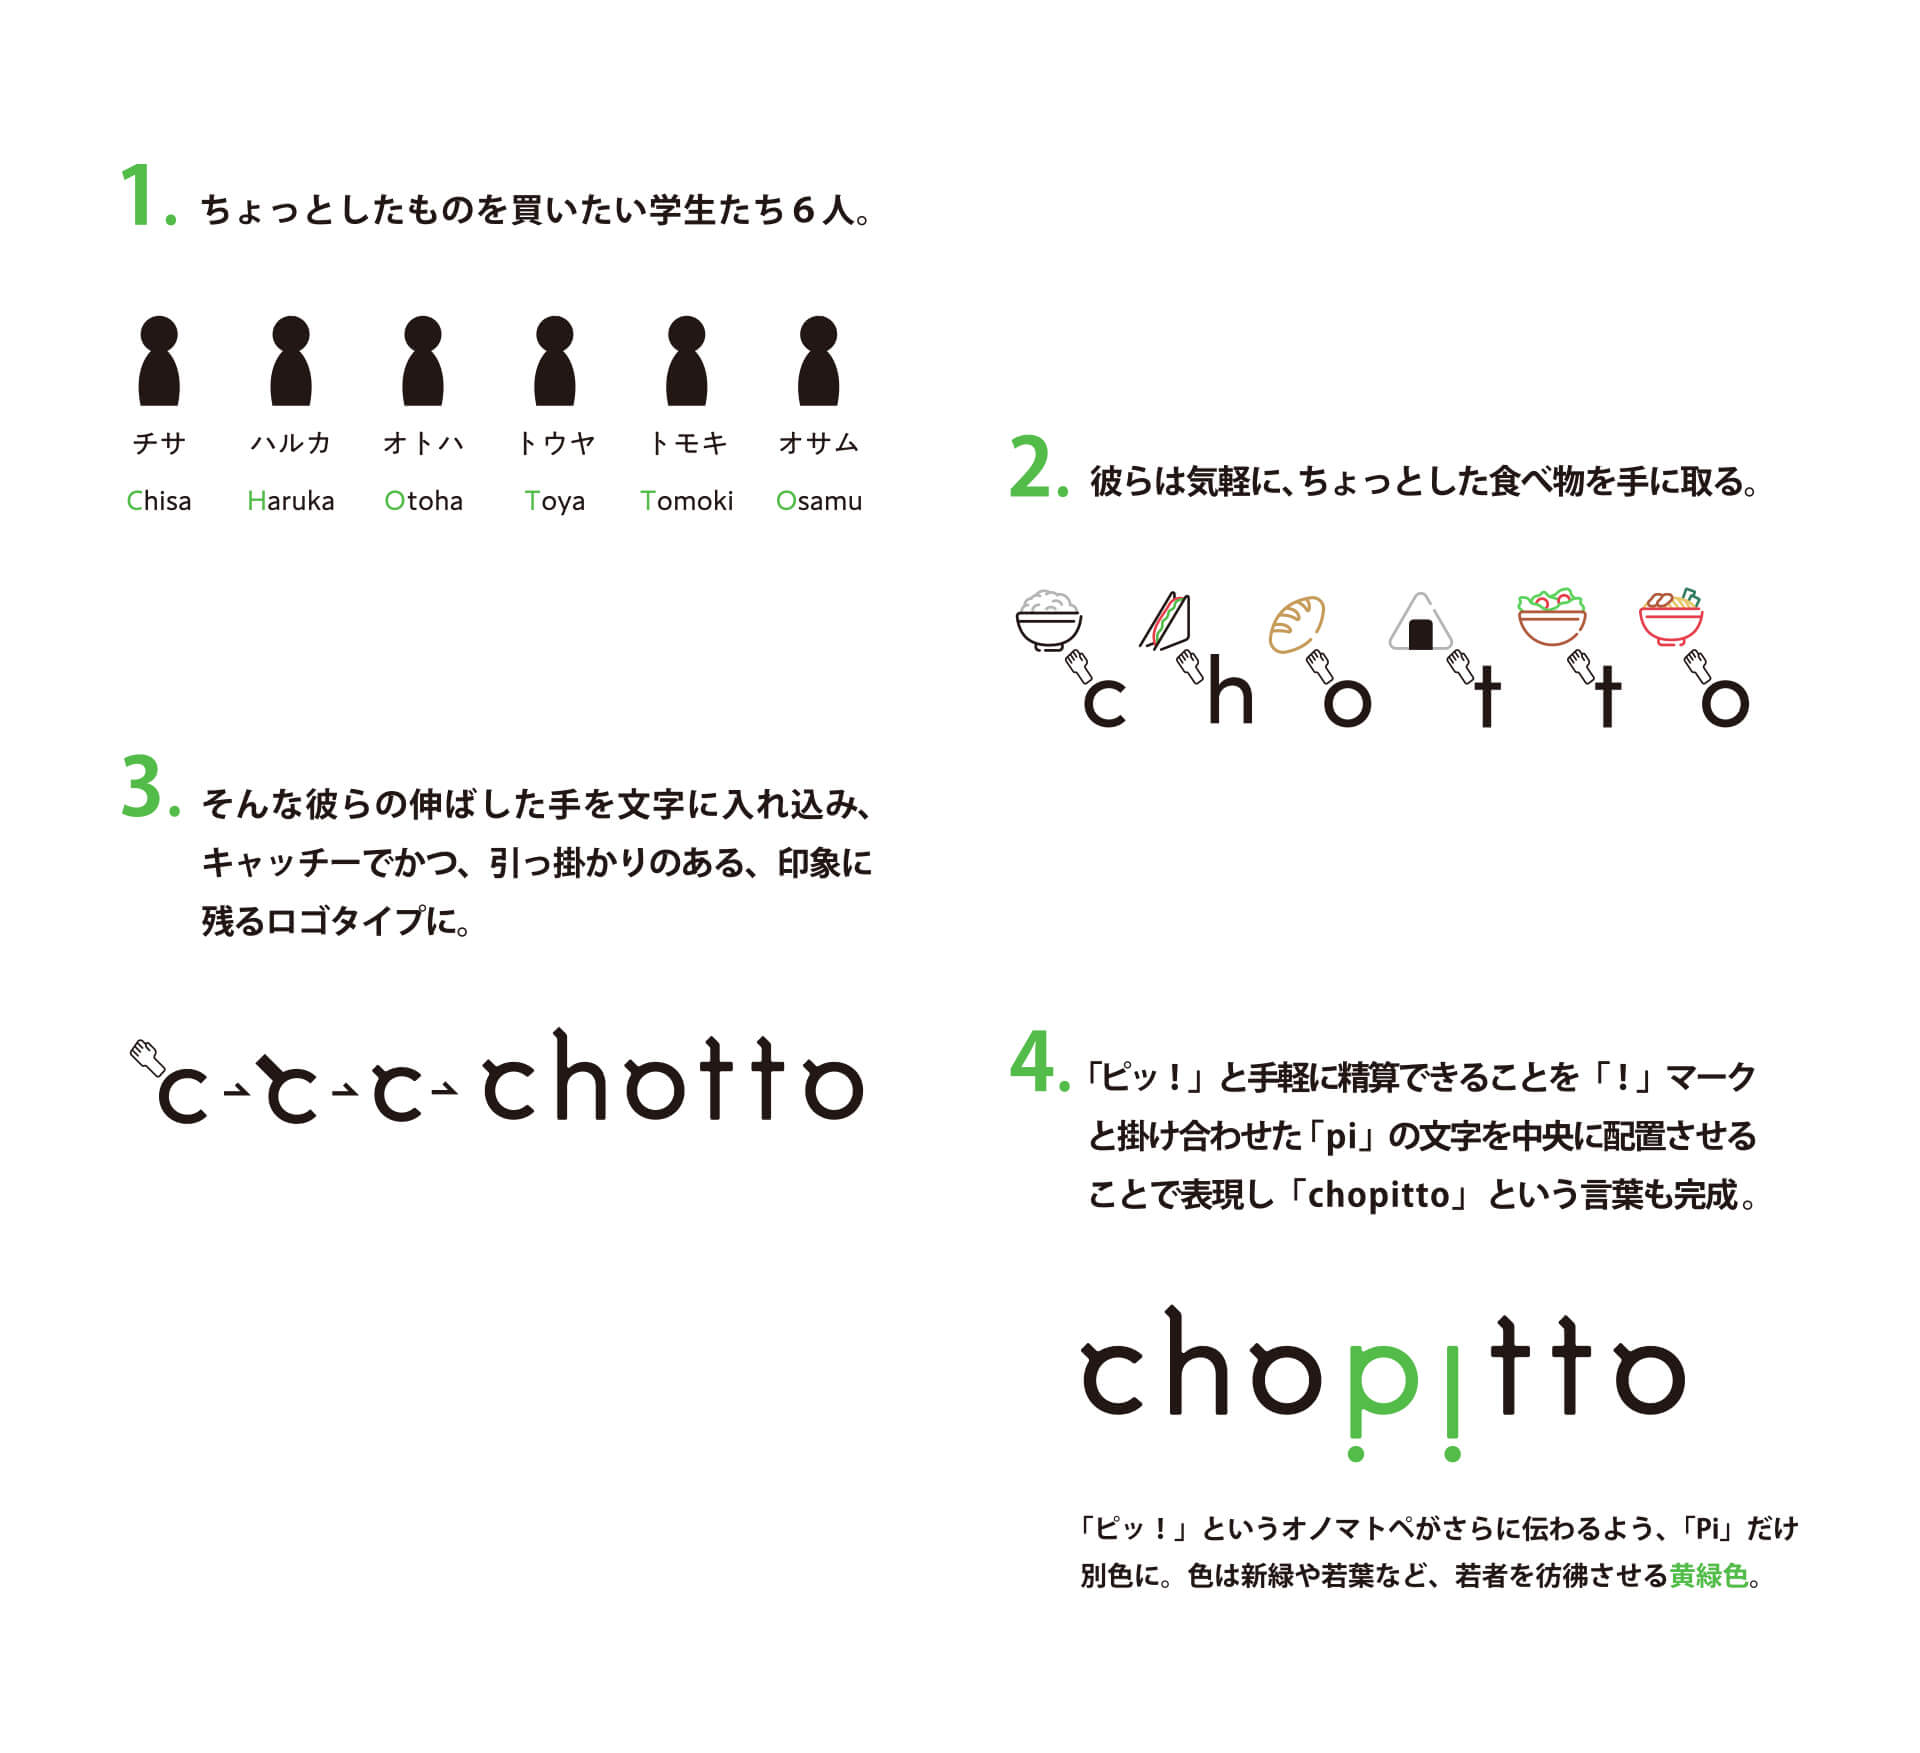 1. ちょっとしたものを買いたい学生たち６人。
チサ ハルカ オトハ トウヤ トモキ オサム
Chisa Haruka Otoha Toya Tomoki Osamu
2. 彼らは気軽に、ちょっとした食べ物を手に取る。
c h o t t o
3. そんな彼らの伸ばした手を文字に入れ込み、
キャッチーでかつ、引っ掛かりのある、印象に
残るロゴタイプに。
c c c chotto
4. 「ピッ！」と手軽に精算できることを「！」マーク
と掛け合わせた「pi」の文字を中央に配置させる
ことで表現し「chopitto」という言葉も完成。
chopitto
「ピッ！」というオノマトペがさらに伝わるよう、「Pi」だけ
別色に。色は新緑や若葉など、若者を彷彿させる黄緑色。